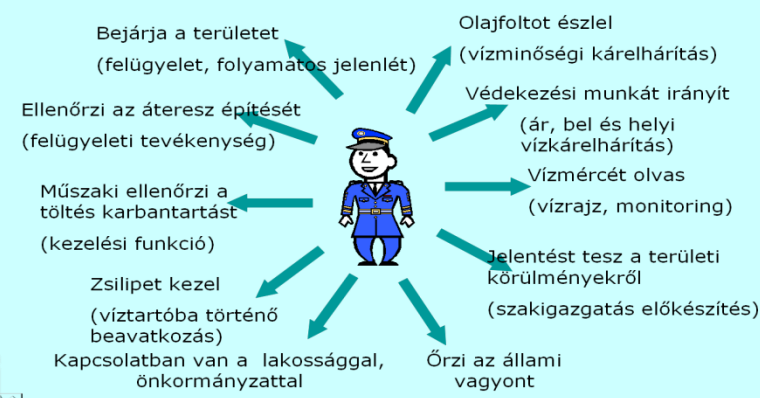 Bejárja a területet
(felügyelet, folyamatos jelenlét)
Ellenőrzi az áteresz építését
(felügyeleti tevékenység)
Műszaki ellenőrzi a
töltés karbantartást
(kezelési funkció)
Zsilipet kezel
(víztartóba történő
beavatkozás)
Kapcsolatban van a  lakossággal,
önkormányzattal
Olajfoltot észlel
(vízminőségi kárelhárítás)
Védekezési munkát irányít
(ár, bel és helyi
vízkárelhárítás)
Vízmércét olvas
(vízrajz, monitoring)
Jelentést tesz a területi
körülményekről
(szakigazgatás előkészítés)
Őrzi az állami
vagyont